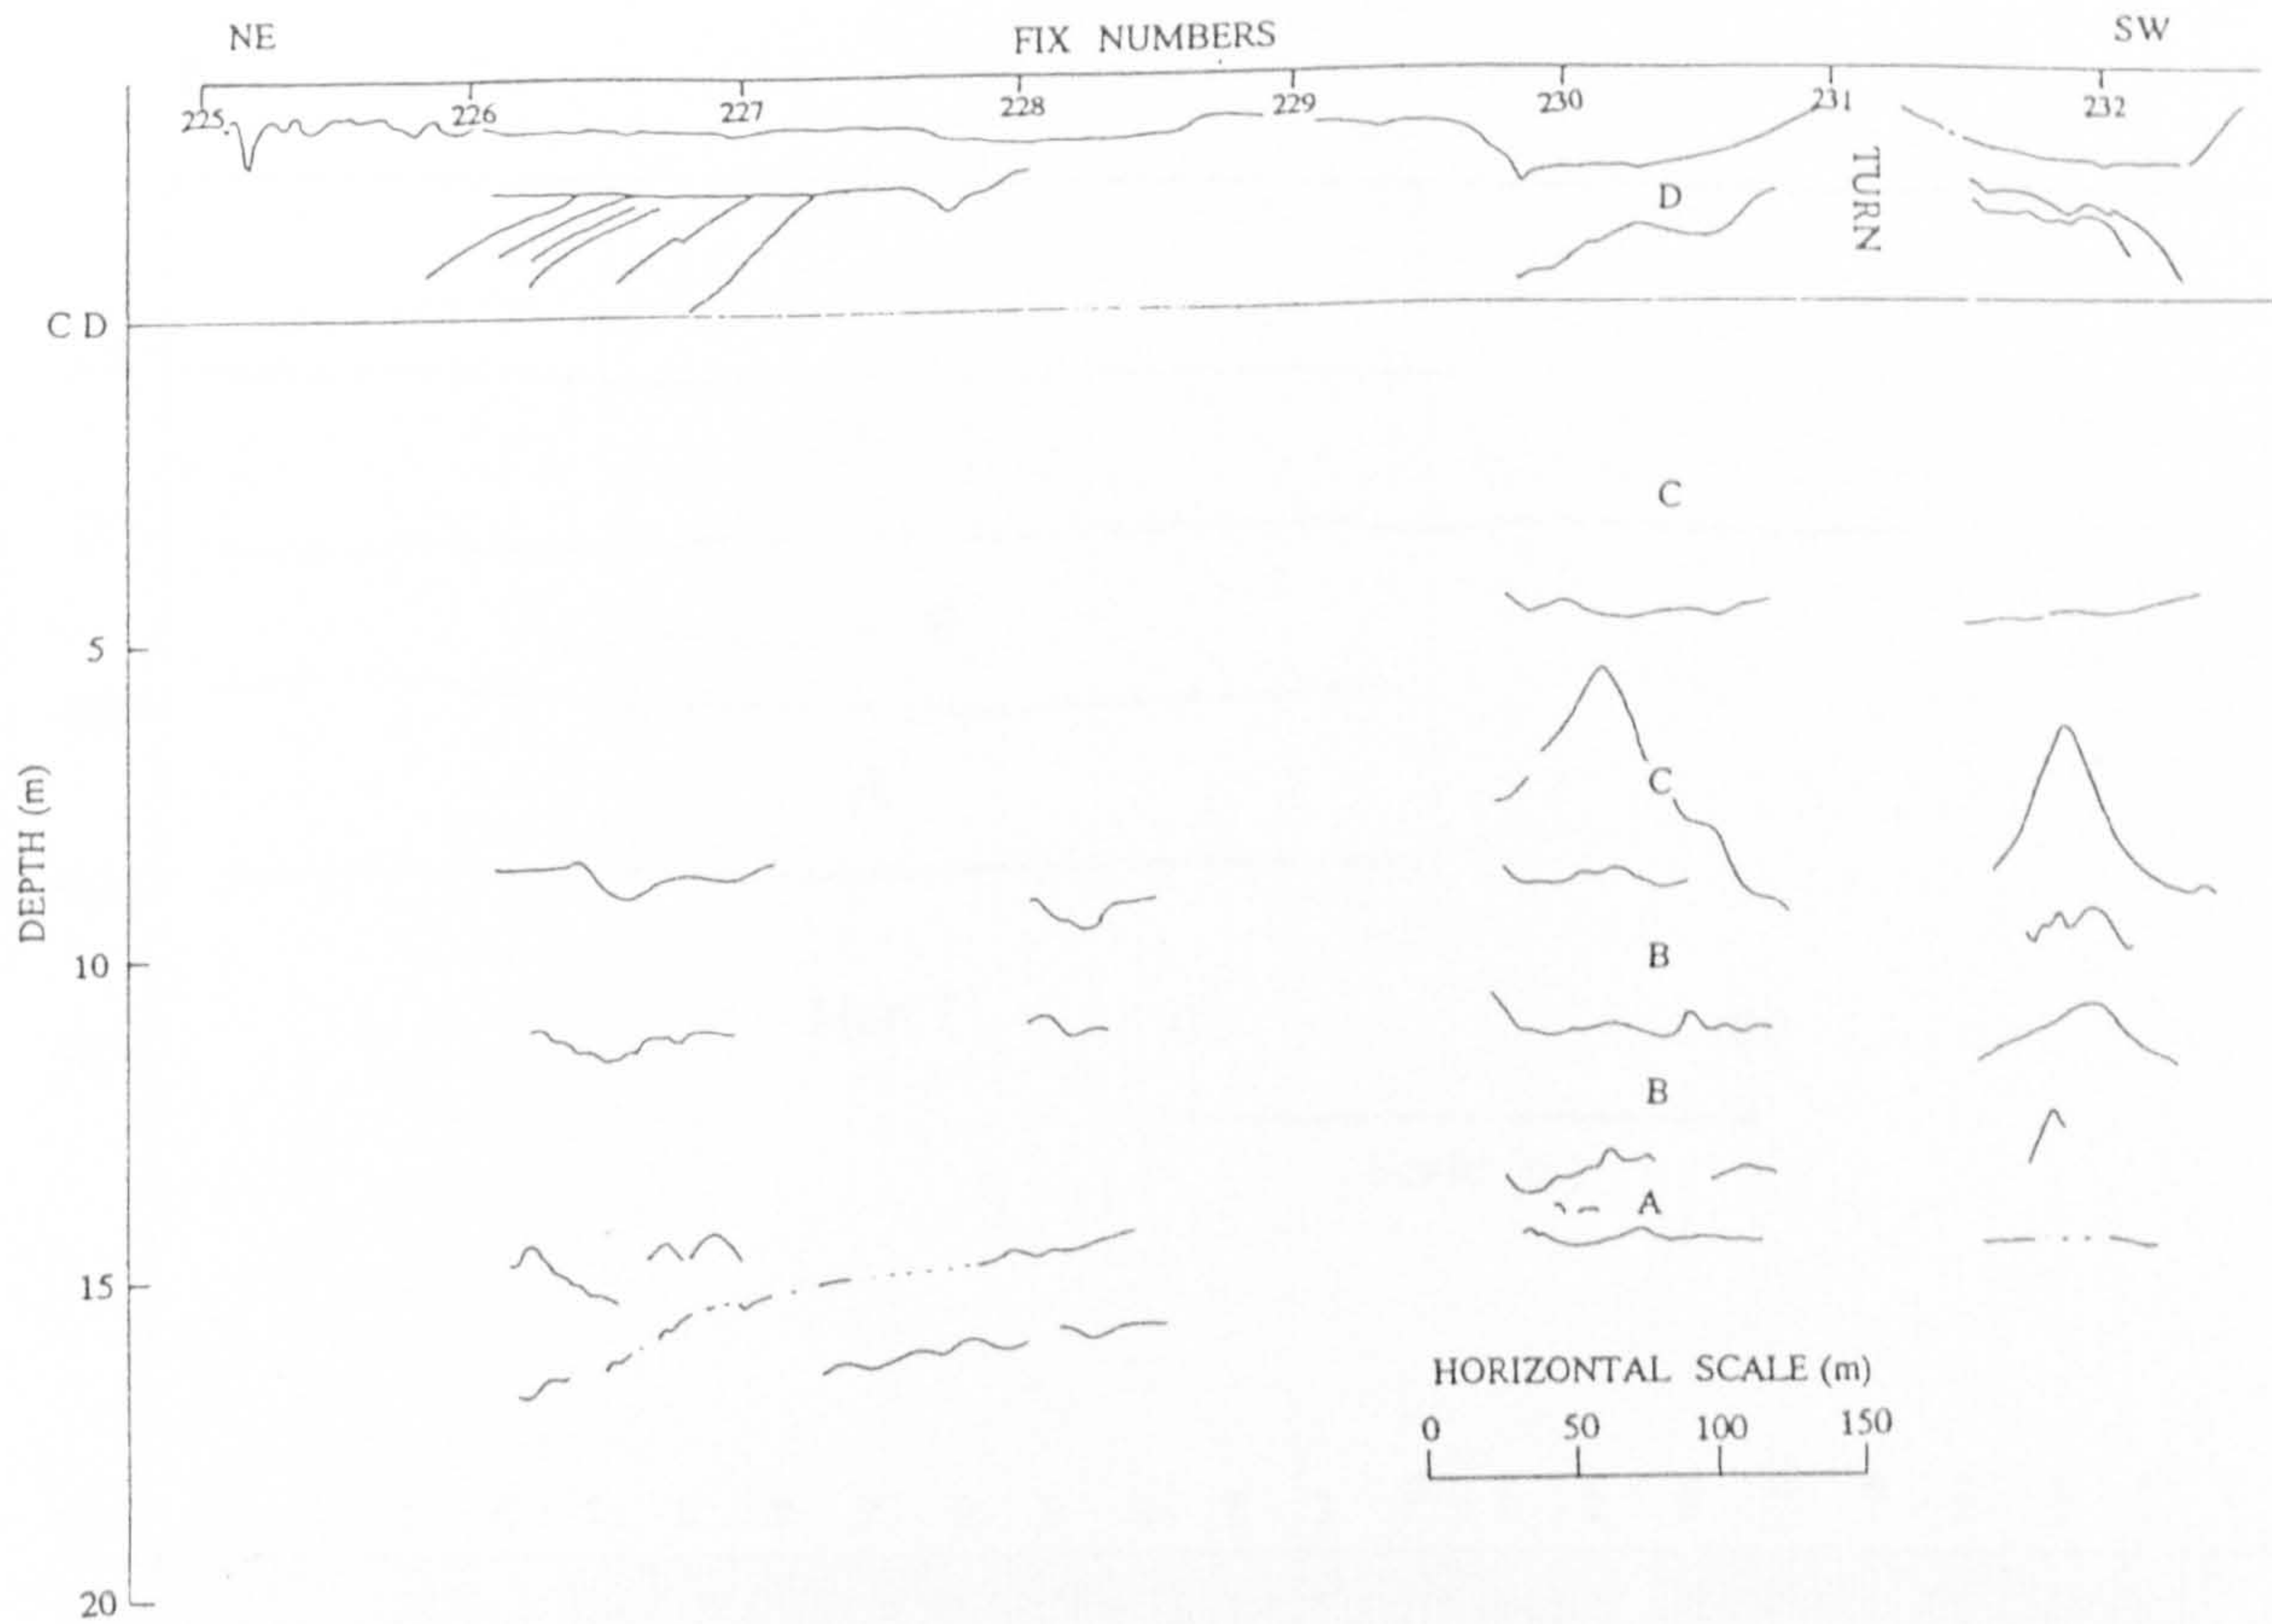 NE FIX NUMBERS SW
225 226 227 228 229 230 231 232
TURN
D
CD
C
5
C
DEPTH (m)
B
10
B
A
15
HORIZONTAL SCALE (m)
0 50 100 150
20